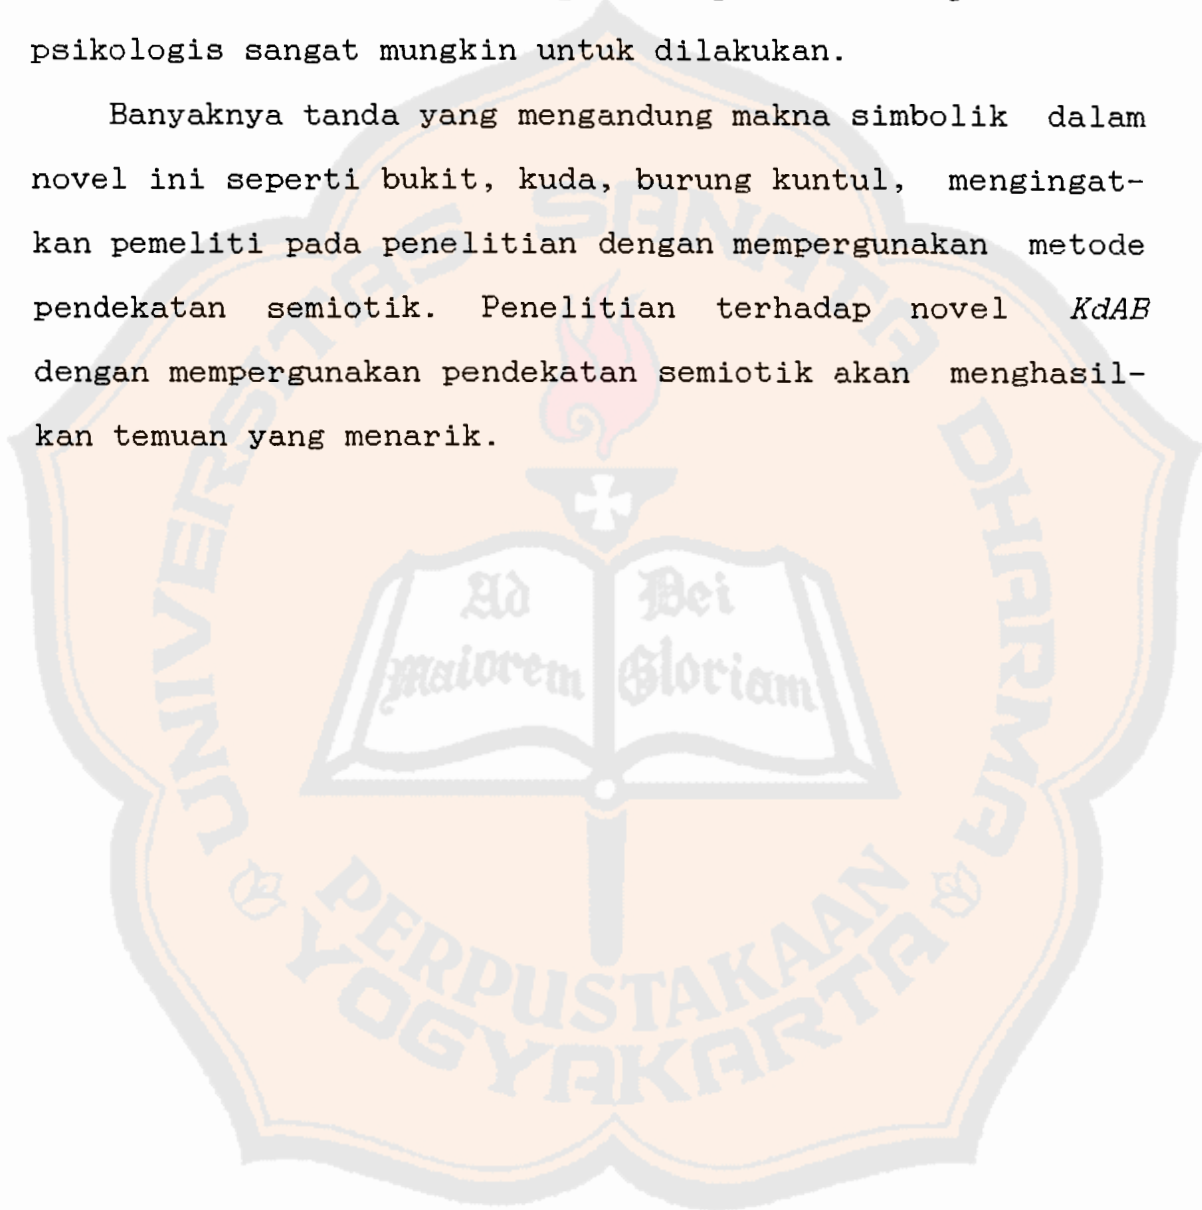 psikologis sangat mungkin untuk dilakukan.
Banyaknya tanda yang mengandung makna simbolik dalam
novel ini seperti bukit, kuda, burung kuntul, mengingat-
kan pemeliti pada penelitian dengan mempergunakan metode
pendekatan semiotik. Penelitian terhadap novel KdAB
dengan mempergunakan pendekatan semiotik akan menghasil-
kan temuan yang menarik.
UNIVERSITAS SANATA DHARMA
Ad Dei
Maiorem Gloriam
PERPUSTAKAAN
YOGYAKARTA